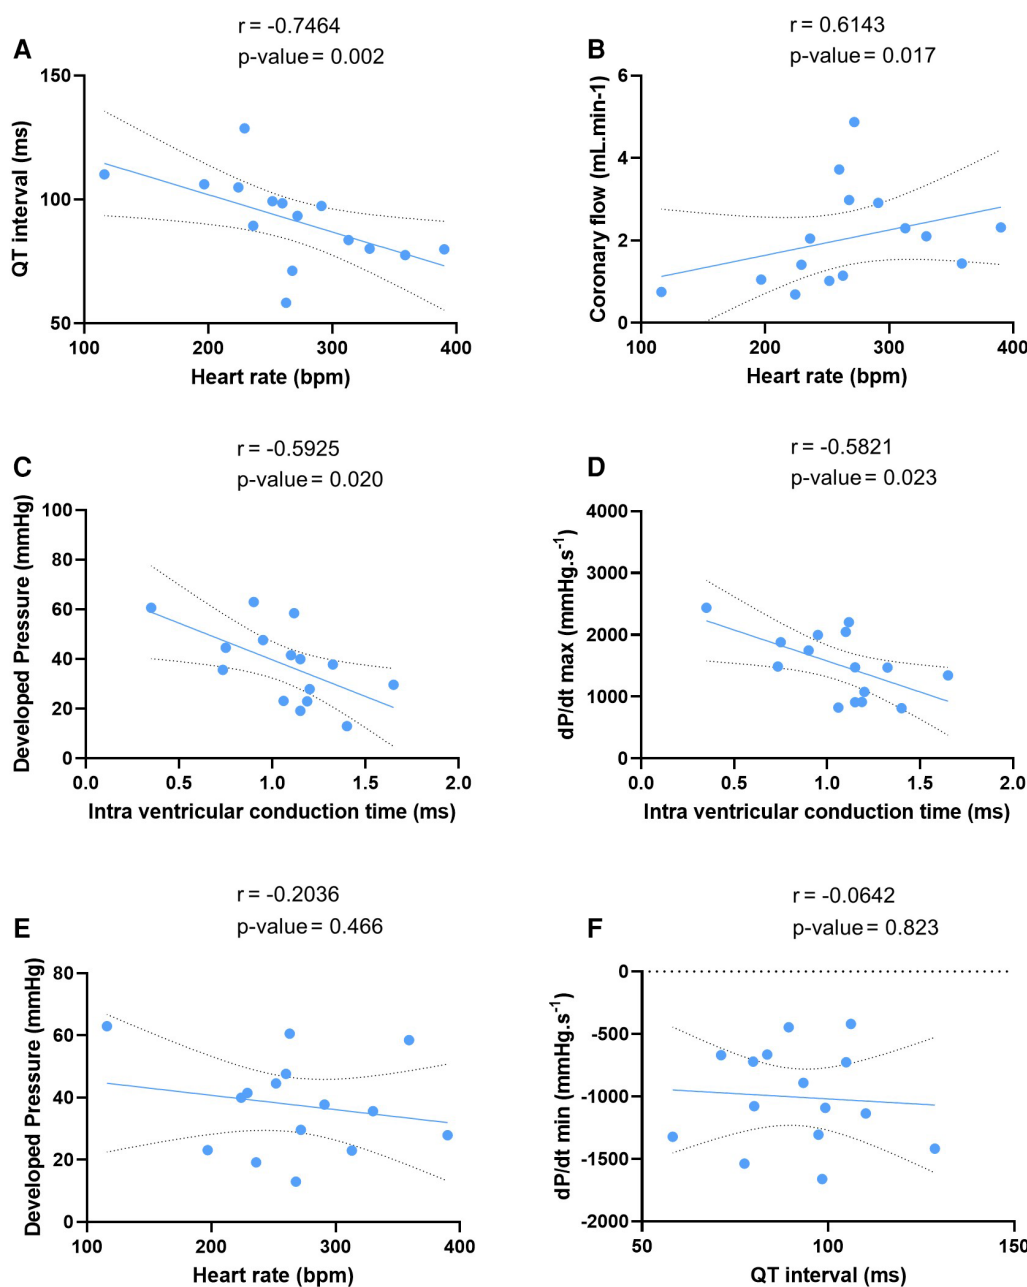 r = -0.7464
p-value = 0.002
A
QT interval (ms)
150
100
50
100 200 300 400
Heart rate (bpm)
r = 0.6143
p-value = 0.017
B
Coronary flow (mL.min-1)
6
4
2
0
100 200 300 400
Heart rate (bpm)
r = -0.5925
p-value = 0.020
C
Developed Pressure (mmHg)
100
80
60
40
20
0
0.0 0.5 1.0 1.5 2.0
Intra ventricular conduction time (ms)
r = -0.5821
p-value = 0.023
D
dP/dt max (mmHg.s⁻¹)
4000
3000
2000
1000
0
0.0 0.5 1.0 1.5 2.0
Intra ventricular conduction time (ms)
r = -0.2036
p-value = 0.466
E
Developed Pressure (mmHg)
80
60
40
20
0
100 200 300 400
Heart rate (bpm)
r = -0.0642
p-value = 0.823
F
dP/dt min (mmHg.s⁻¹)
0
-500
-1000
-1500
-2000
50 100 150
QT interval (ms)